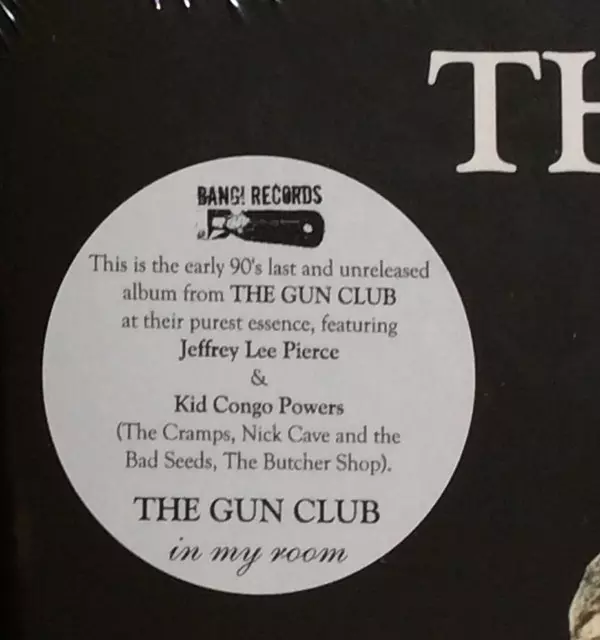 TH
BANG! RECORDS
This is the early 90's last and unreleased
album from THE GUN CLUB
at their purest essence, featuring
Jeffrey Lee Pierce
&
Kid Congo Powers
(The Cramps, Nick Cave and the
Bad Seeds, The Butcher Shop).
THE GUN CLUB
in my room